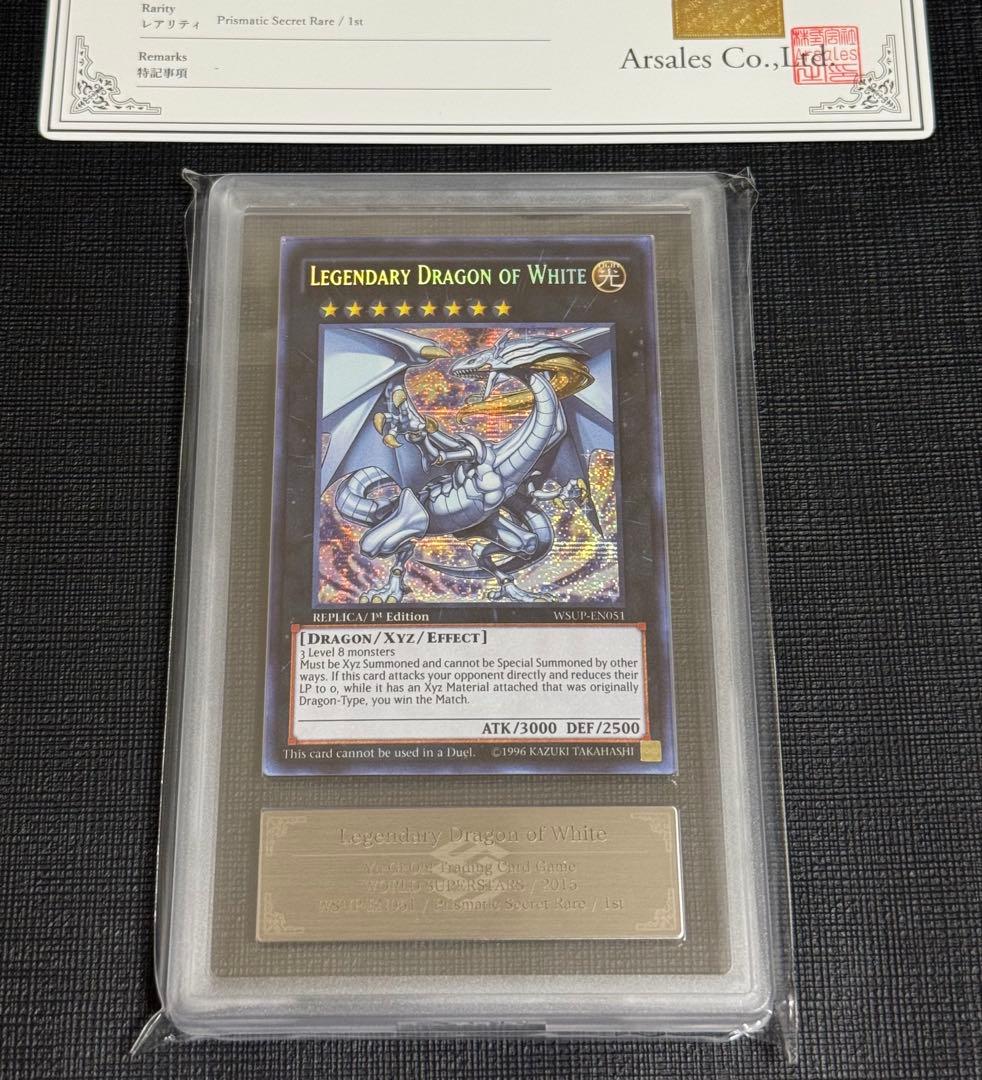 Rarity
レアリティ
Prismatic Secret Rare / 1st
Remarks
特記事項
-
Arsales Co.,Ltd.
Arsales
LEGENDARY DRAGON OF WHITE
光
REPLICA/1st Edition
WSUP-EN051
[DRAGON/XYZ/EFFECT]
3 Level 8 monsters
Must be Xyz Summoned and cannot be Special Summoned by other
ways. If this card attacks your opponent directly and reduces their
LP to 0, while it has an Xyz Material attached that was originally
Dragon-Type, you win the Match.
ATK/3000 DEF/2500
This card cannot be used in a Duel. ©1996 KAZUKI TAKAHASHI
Legendary Dragon of White
Yu-GI-OH! Trading Card Game
WORLD SUPERSTARS / 2015
WSUP-EN051 / Prismatic Secret Rare / 1st